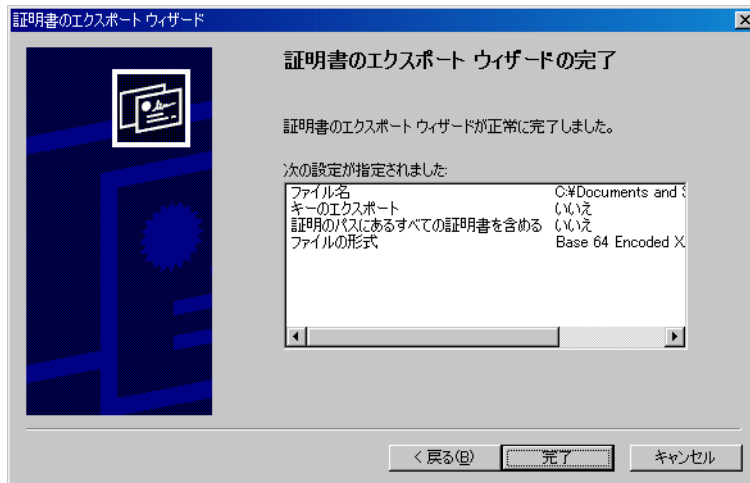 証明書のエクスポート ウィザード
証明書のエクスポート ウィザードの完了
証明書のエクスポート ウィザードが正常に完了しました。
次の設定が指定されました:
ファイル名 C:¥Documents and
キーのエクスポート いいえ
証明のパスにあるすべての証明書を含める いいえ
ファイルの形式 Base 64 Encoded X
< 戻る(B) 完了 キャンセル